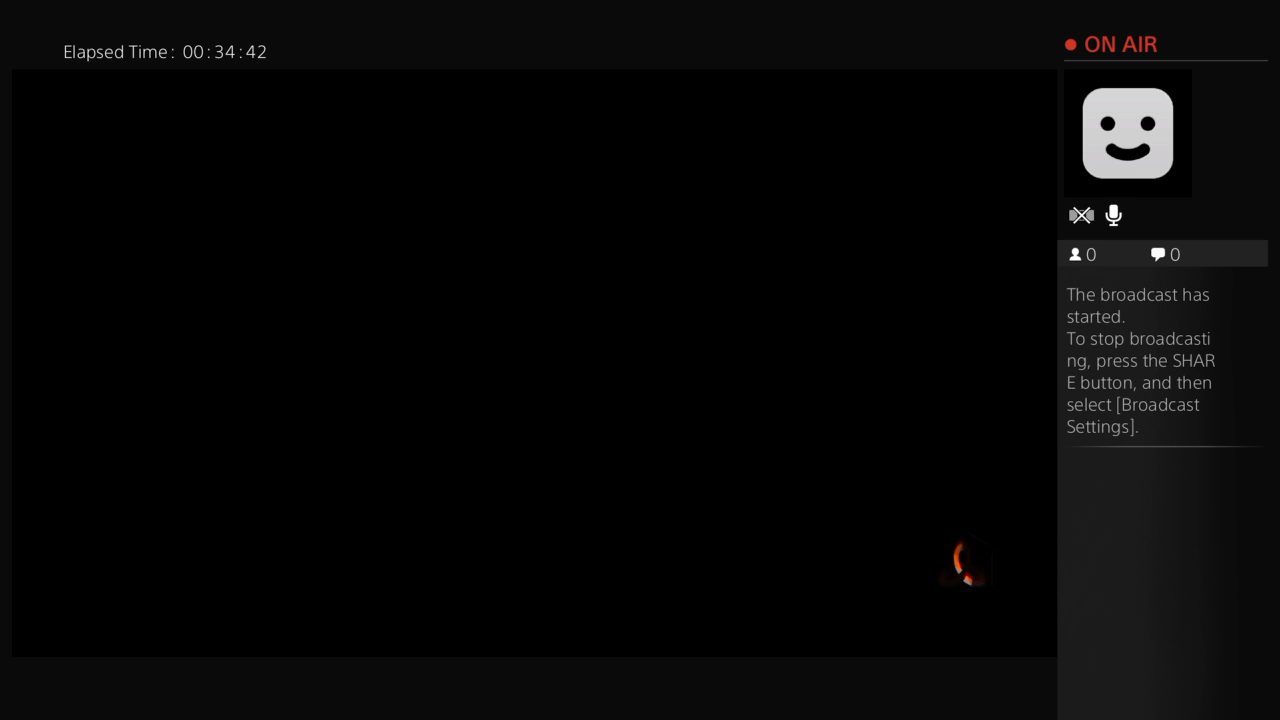 Elapsed Time: 00:34:42
ON AIR
0 0
The broadcast has
started.
To stop broadcasti
ng, press the SHAR
E button, and then
select [Broadcast
Settings].